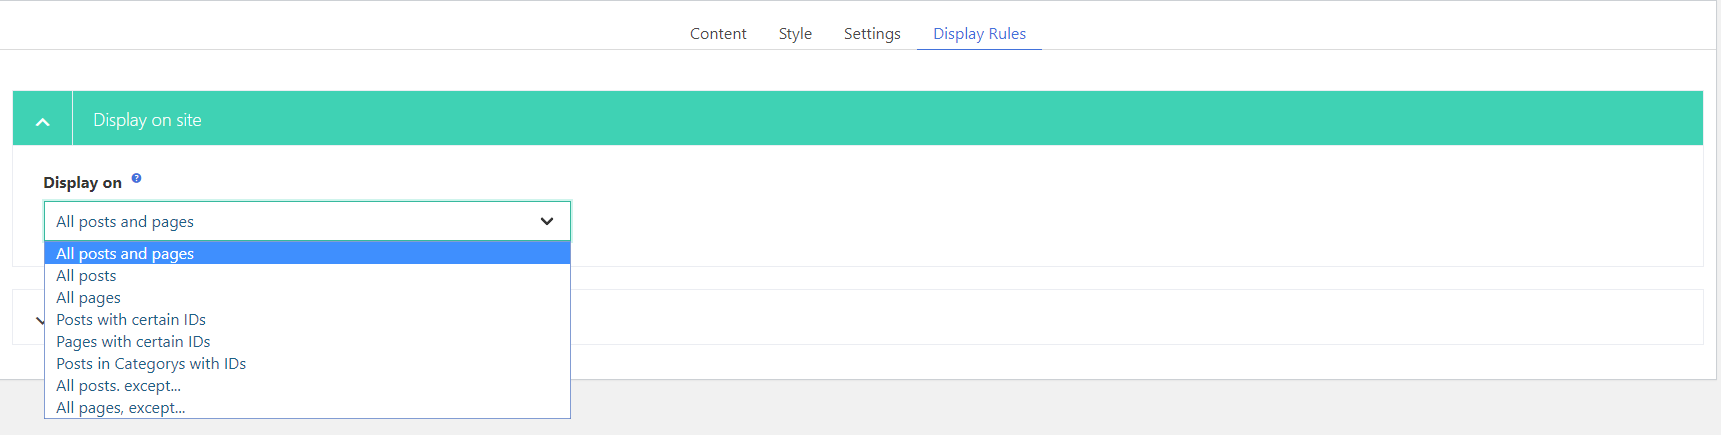 Content Style Settings Display Rules
Display on site
Display on ?
All posts and pages
All posts and pages
All posts
All pages
Posts with certain IDs
Pages with certain IDs
Posts in Categorys with IDs
All posts. except...
All pages, except...